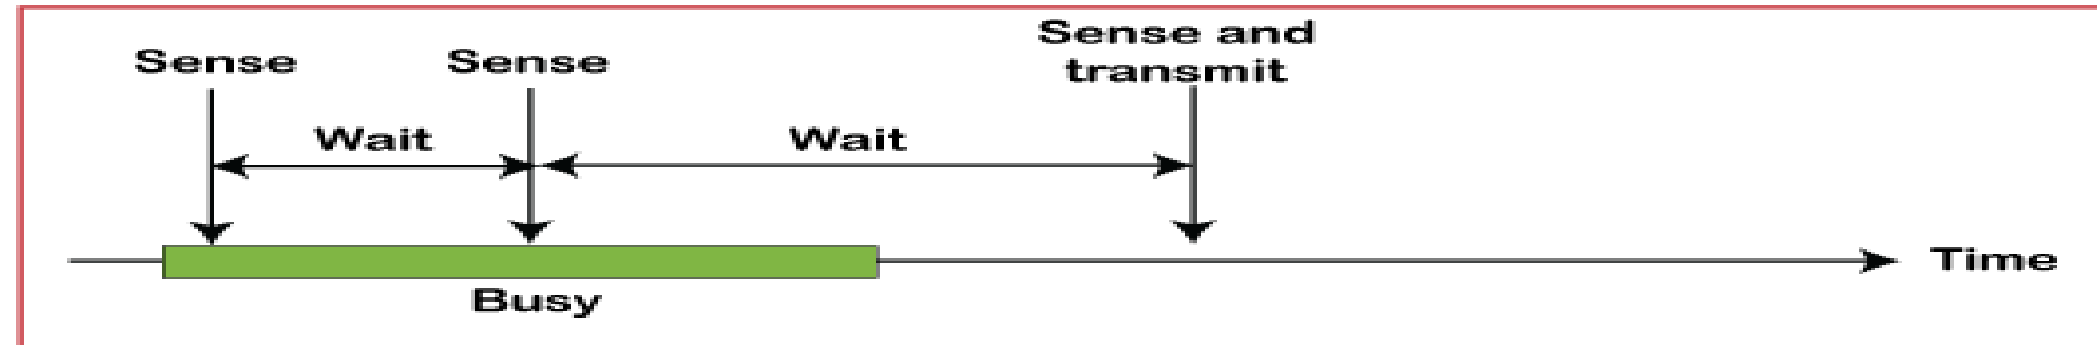 Sense
Sense
Sense and
transmit
Wait
Wait
Time
Busy